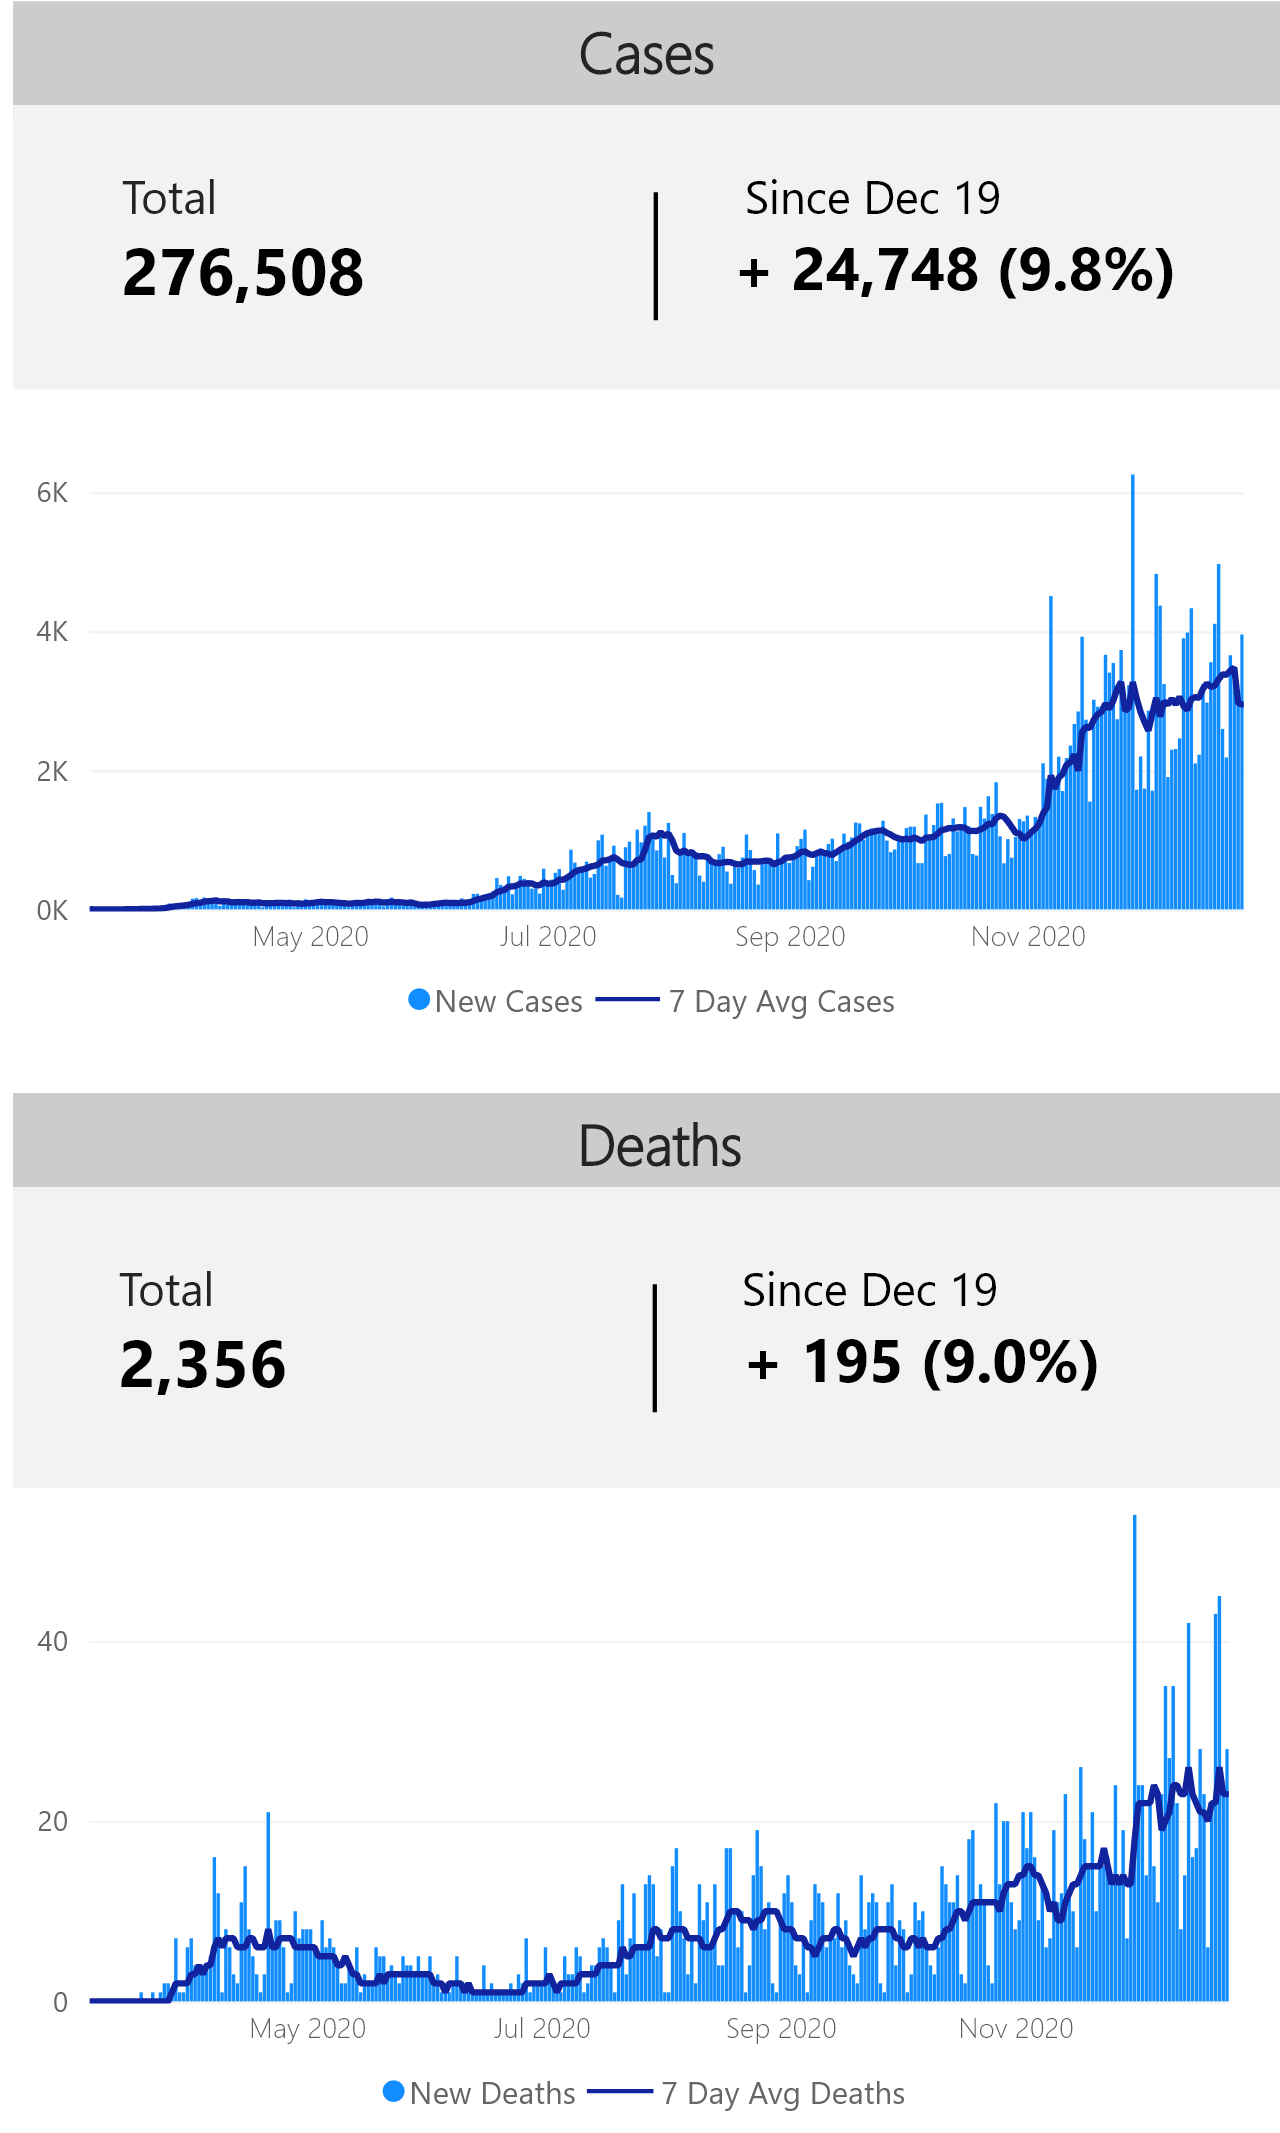 Cases
Total
276,508
Since Dec 19
+ 24,748 (9.8%)
6K
4K
2K
0K
May 2020
Jul 2020
Sep 2020
Nov 2020
New Cases
7 Day Avg Cases
Deaths
Total
2,356
Since Dec 19
+ 195 (9.0%)
40
20
0
May 2020
Jul 2020
Sep 2020
Nov 2020
New Deaths
7 Day Avg Deaths